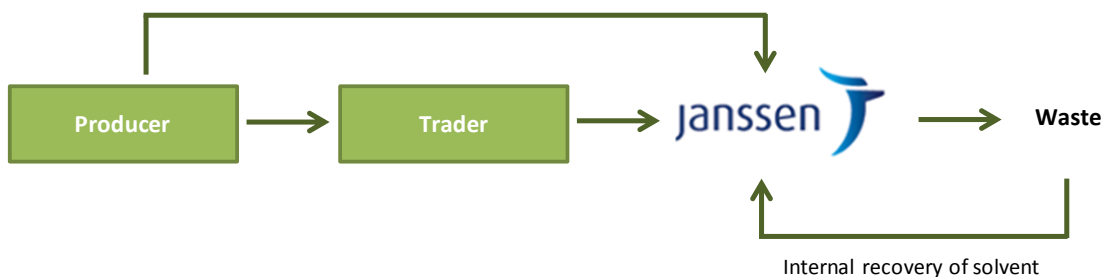 Producer
Trader
janssen
Waste
Internal recovery of solvent